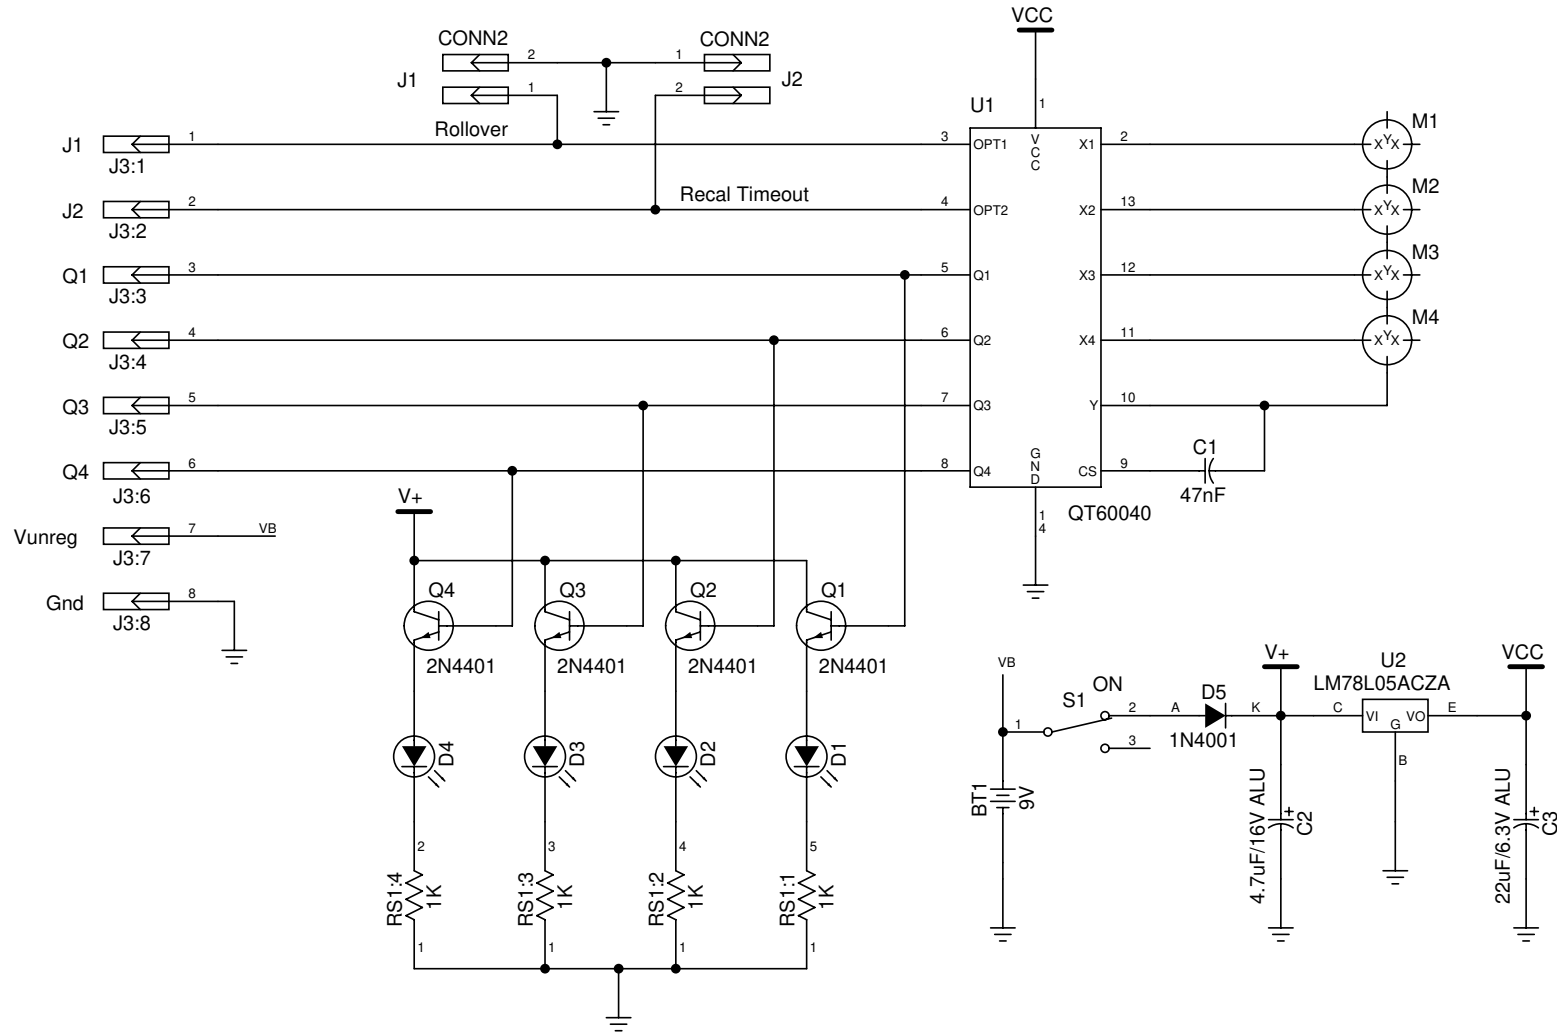 VCC
CONN2
CONN2
2
1
J1
J2
1
2
1
U1
Rollover
J1
1
J3:1
3
OPT1
V
C
C
X1
2
M1
XYX
J2
2
J3:2
Recal Timeout
4
OPT2
X2
13
M2
XYX
Q1
3
J3:3
5
Q1
X3
12
M3
XYX
Q2
4
J3:4
6
Q2
X4
11
M4
XYX
Q3
5
J3:5
7
Q3
Y
10
Q4
6
J3:6
8
Q4
G
N
D
CS
9
C1
47nF
V+
1
4
QT60040
Vunreg
7
VB
J3:7
Gnd
8
J3:8
Q4
Q3
Q2
Q1
2N4401
2N4401
2N4401
2N4401
D4
D3
D2
D1
2
3
4
5
RS1:4
1K
RS1:3
1K
RS1:2
1K
RS1:1
1K
1
1
1
1
VB
S1
ON
1
2
3
A
D5
K
1N4001
V+
U2
LM78L05ACZA
C
VI
G
VO
E
B
VCC
BT1
9V
4.7uF/16V ALU
+
C2
22uF/6.3V ALU
+
C3